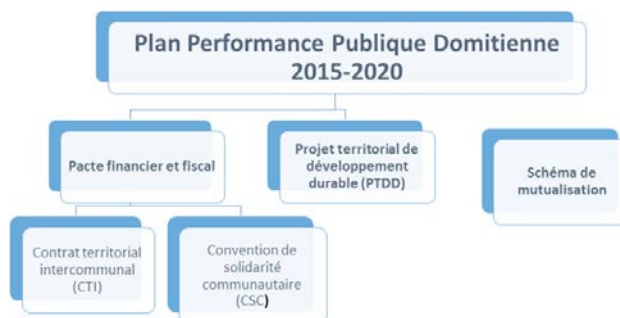 Plan Performance Publique Domitienne
2015-2020
Pacte financier et fiscal
Projet territorial de
développement
durable (PTDD)
Schéma de
mutualisation
Contrat territorial
intercommunal
(CTI)
Convention de
solidarité
communautaire
(CSC)